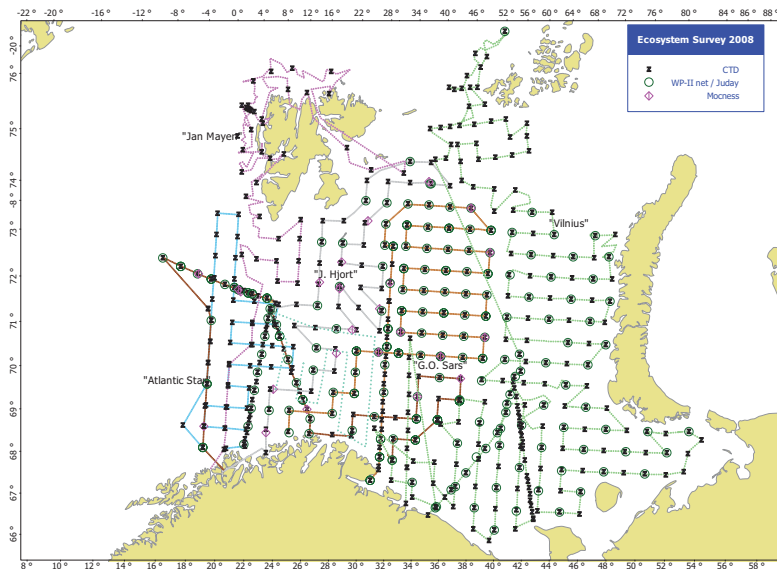 -22° -20° -16° -12° -8° -4° 0° 4° 8° 12° 16° 20° 24° 28° 32° 36° 40° 44° 48° 52° 56° 60° 64° 68° 72° 76° 80° 84° 86° 88°
-20°
76°
75°
74°
-8
73°
72°
71°
70°
69°
68°
67°
66°
Ecosystem Survey 2008
CTD
WP-II net / Juday
Mocness
"Jan Mayen"
"Vilnius"
"J. Hjort"
"G.O. Sars"
"Atlantic Star"
8° 10° 12° 14° 16° 18° 20° 22° 24° 26° 28° 30° 32° 34° 36° 38° 40° 42° 44° 46° 48° 50° 52° 54° 56° 58°